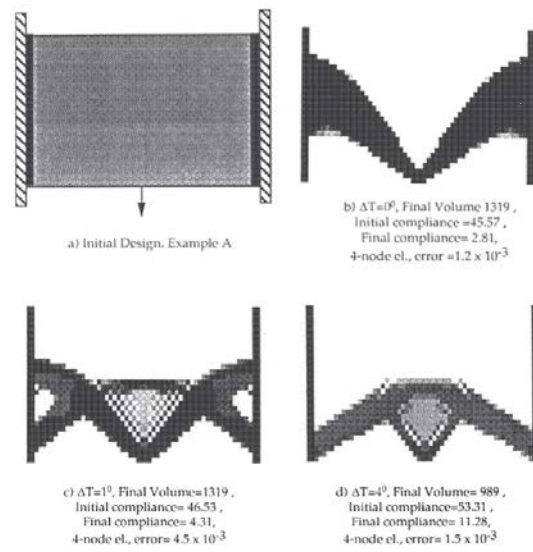 a) Initial Design. Example A
b) ΔT=0⁰, Final Volume 1319 ,
Initial compliance =45.57 ,
Final compliance= 2.81,
4-node el., error =1.2 x 10⁻³
c) ΔT=1⁰, Final Volume=1319 ,
Initial compliance= 46.53 ,
Final compliance= 4.31,
4-node el., error= 4.5 x 10⁻³
d) ΔT=4⁰, Final Volume= 989 ,
Initial compliance=53.31 ,
Final compliance= 11.28,
4-node el., error= 1.5 x 10⁻³